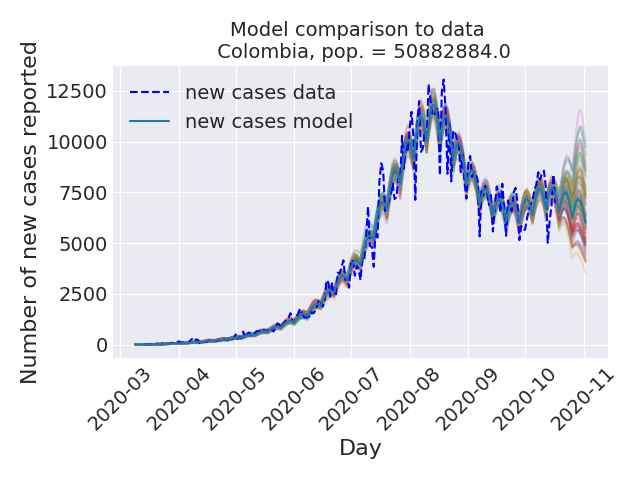 Model comparison to data
Colombia, pop. = 50882884.0
Number of new cases reported
12500
10000
7500
5000
2500
0
new cases data
new cases model
2020-03
2020-04
2020-05
2020-06
2020-07
2020-08
2020-09
2020-10
2020-11
Day